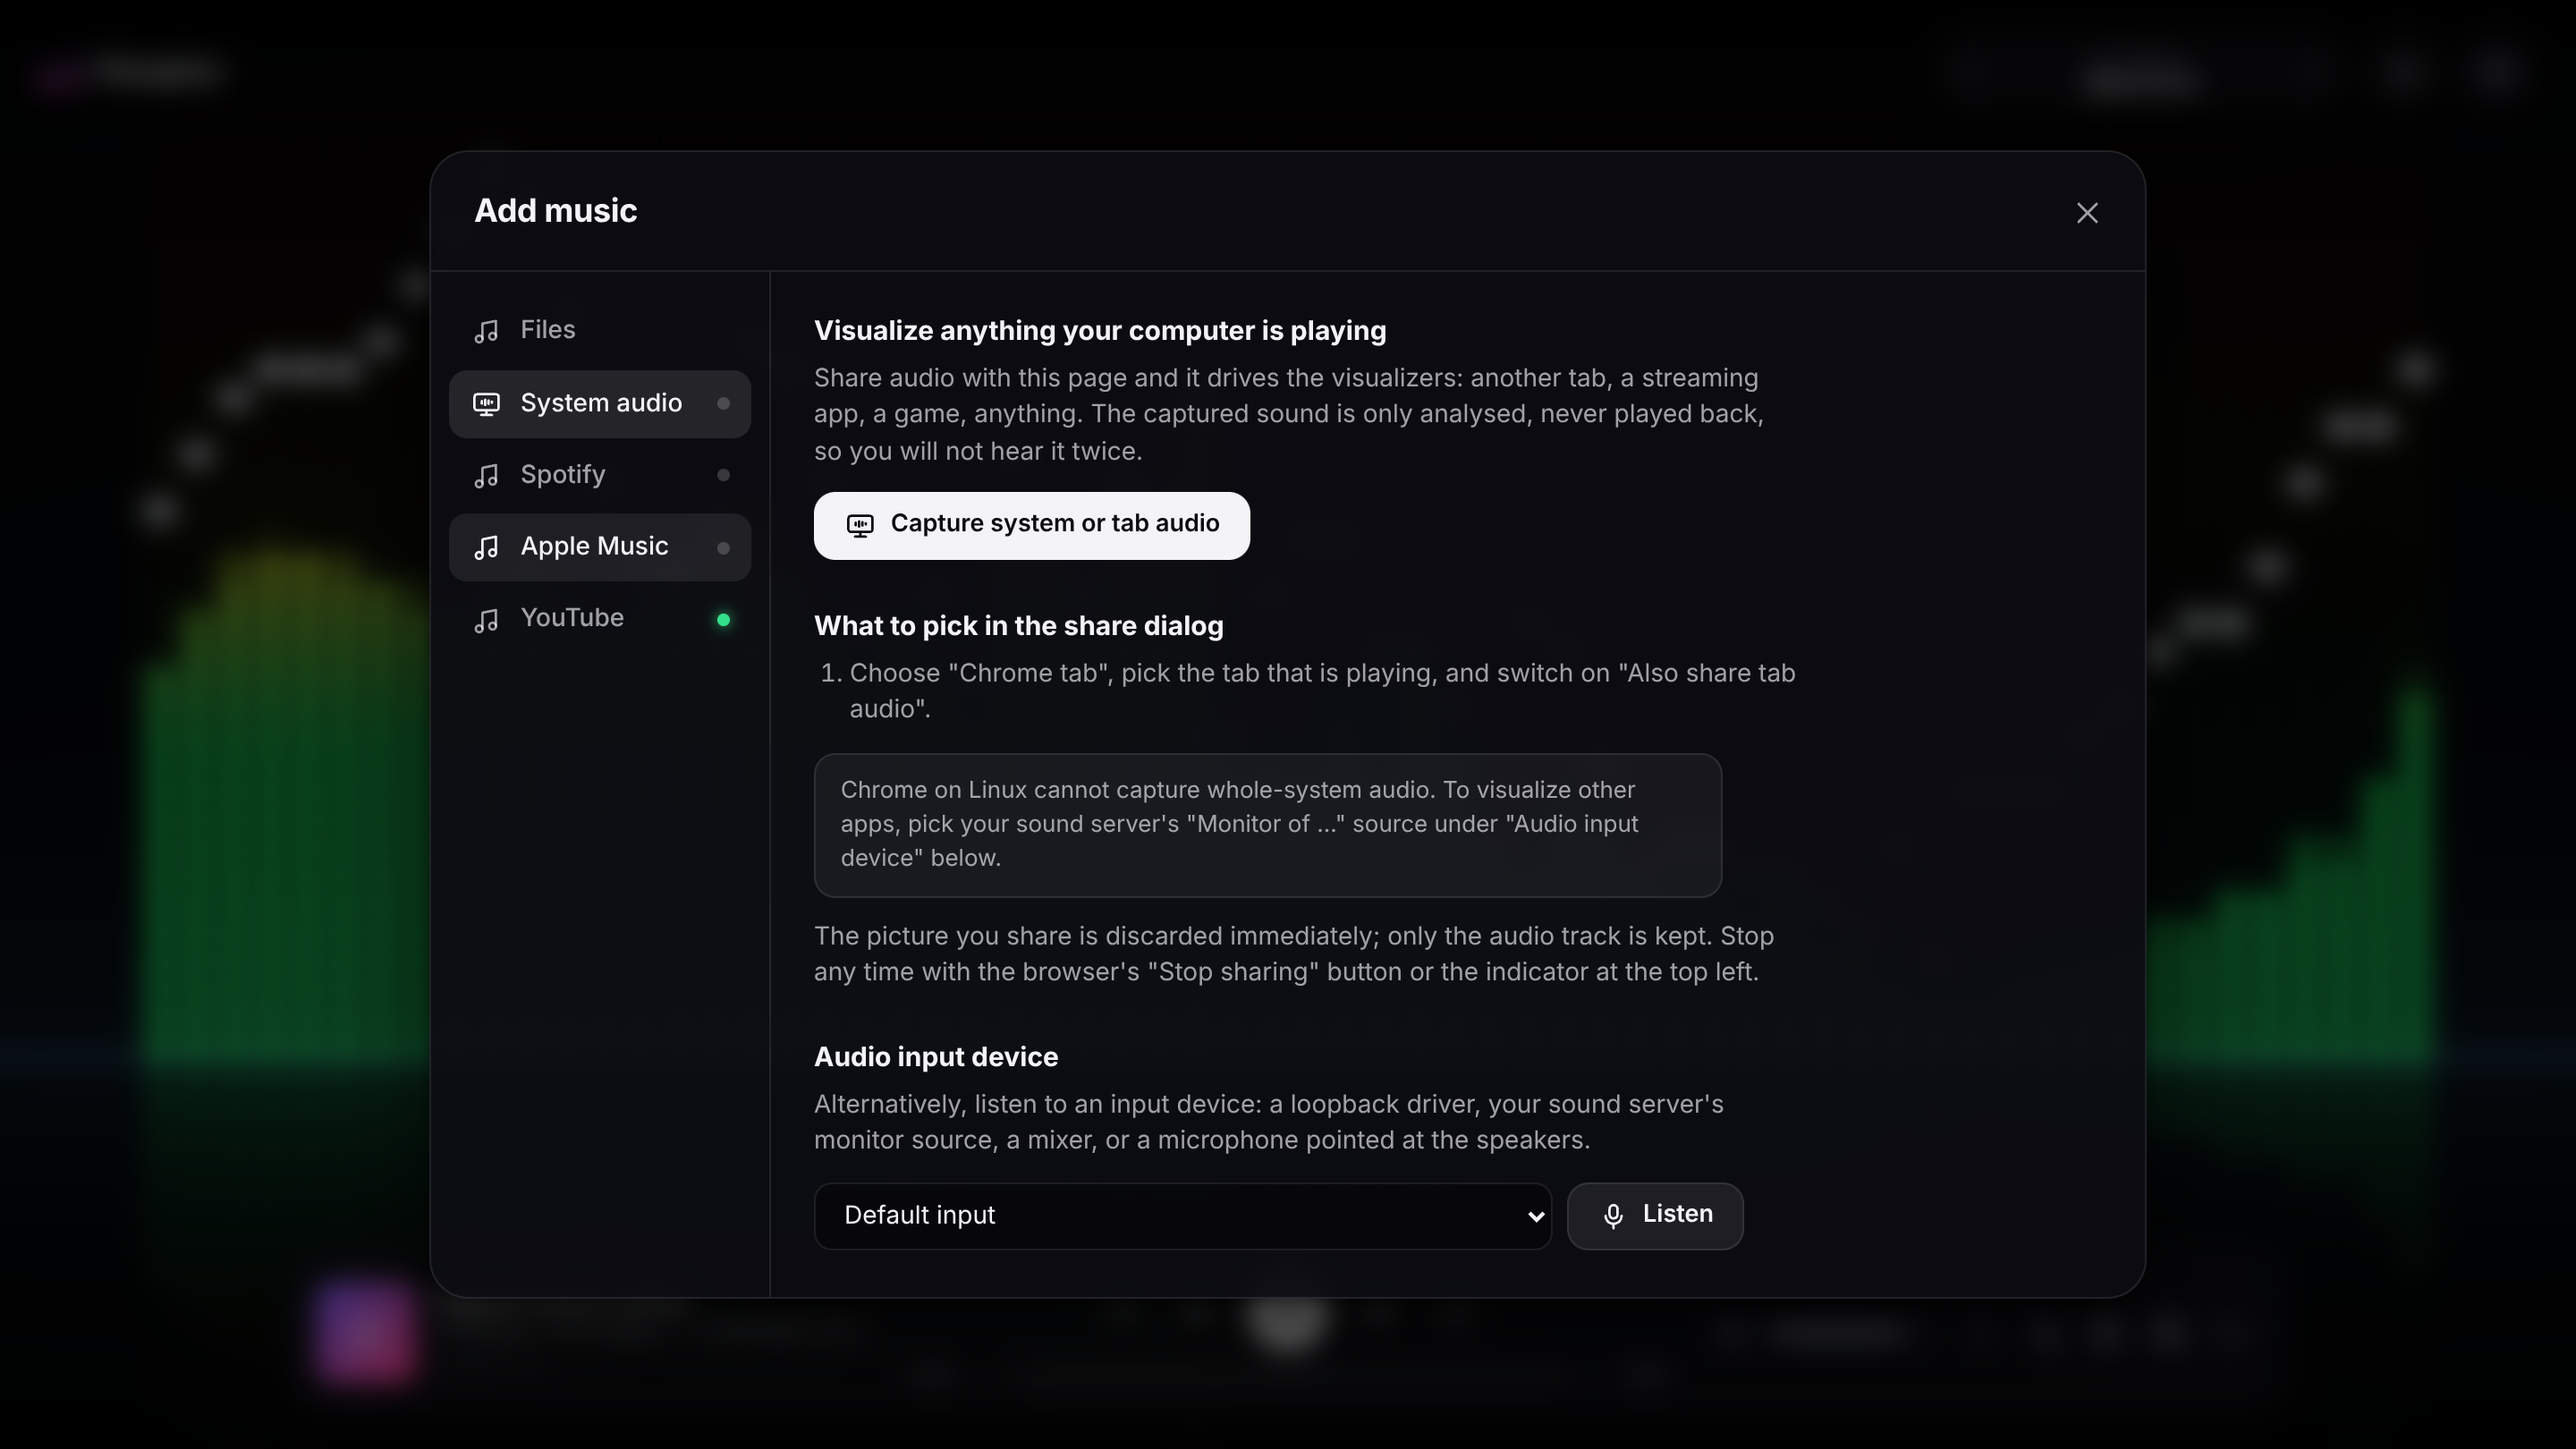 Add music
Files
System audio
Spotify
Apple Music
YouTube
Visualize anything your computer is playing
Share audio with this page and it drives the visualizers: another tab, a streaming
app, a game, anything. The captured sound is only analysed, never played back,
so you will not hear it twice.
Capture system or tab audio
What to pick in the share dialog
1. Choose "Chrome tab", pick the tab that is playing, and switch on "Also share tab
audio".
Chrome on Linux cannot capture whole-system audio. To visualize other
apps, pick your sound server's "Monitor of ..." source under "Audio input
device" below.
The picture you share is discarded immediately; only the audio track is kept. Stop
any time with the browser's "Stop sharing" button or the indicator at the top left.
Audio input device
Alternatively, listen to an input device: a loopback driver, your sound server's
monitor source, a mixer, or a microphone pointed at the speakers.
Default input
Listen